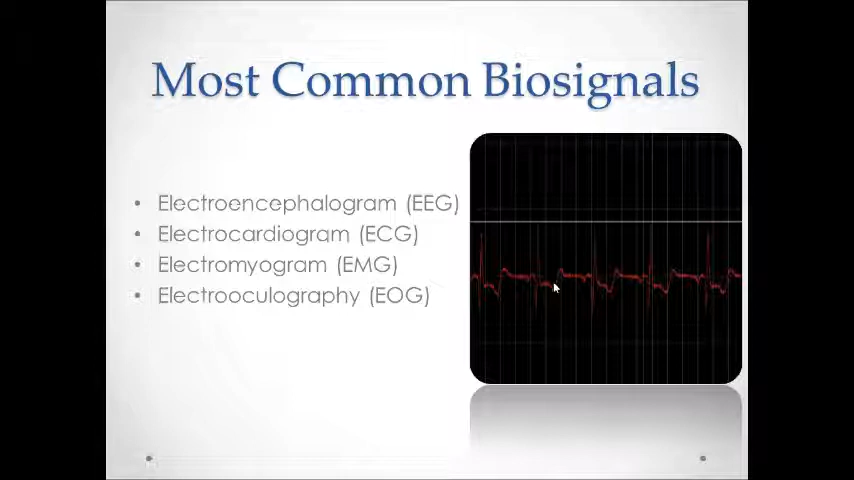 Most Common Biosignals
• Electroencephalogram (EEG)
• Electrocardiogram (ECG)
• Electromyogram (EMG)
• Electrooculography (EOG)